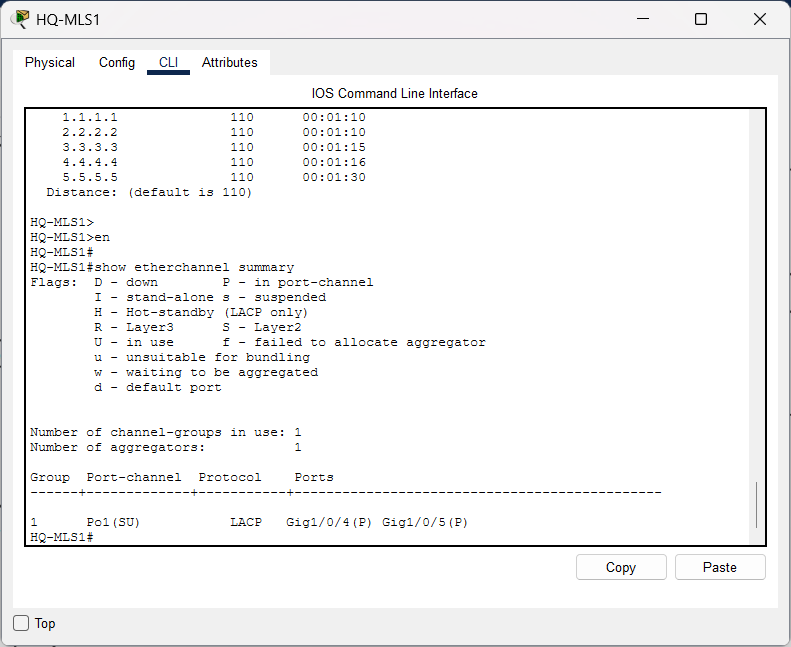 HQ-MLS1
Physical Config CLI Attributes
IOS Command Line Interface
1.1.1.1 110 00:01:10
2.2.2.2 110 00:01:10
3.3.3.3 110 00:01:15
4.4.4.4 110 00:01:16
5.5.5.5 110 00:01:30
Distance: (default is 110)
HQ-MLS1>
HQ-MLS1>en
HQ-MLS1#
HQ-MLS1#show etherchannel summary
Flags: D - down P - in port-channel
I - stand-alone s - suspended
H - Hot-standby (LACP only)
R - Layer3 S - Layer2
U - in use f - failed to allocate aggregator
u - unsuitable for bundling
w - waiting to be aggregated
d - default port
Number of channel-groups in use: 1
Number of aggregators: 1
Group Port-channel Protocol Ports
------+-------------+-----------+----------------------------------------------
1 Po1(SU) LACP Gig1/0/4(P) Gig1/0/5(P)
HQ-MLS1#
Copy Paste
Top